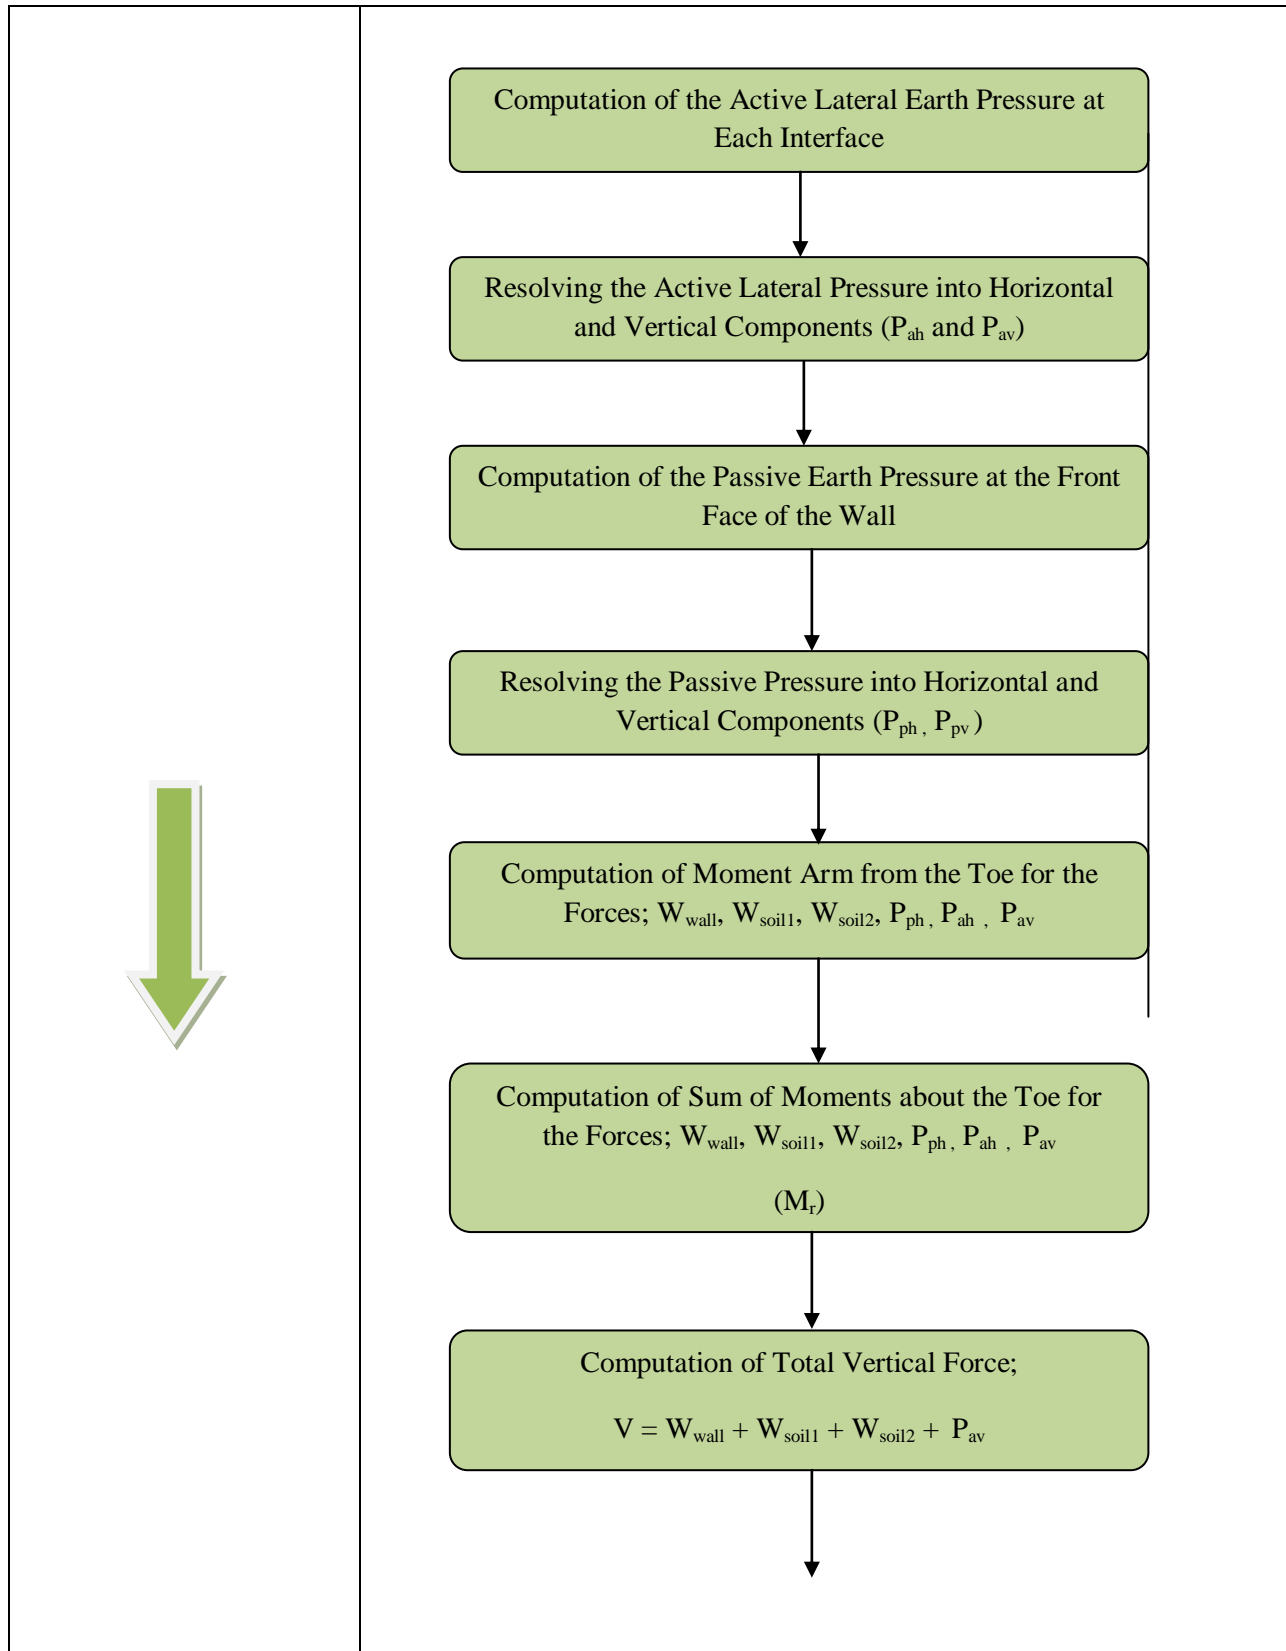 Computation of the Active Lateral Earth Pressure at
Each Interface
Resolving the Active Lateral Pressure into Horizontal
and Vertical Components (Pah and Pav)
Computation of the Passive Earth Pressure at the Front
Face of the Wall
Resolving the Passive Pressure into Horizontal and
Vertical Components (Pph , Ppv )
Computation of Moment Arm from the Toe for the
Forces; Wwall, Wsoil1, Wsoil2, Pph , Pah , Pav
Computation of Sum of Moments about the Toe for
the Forces; Wwall, Wsoil1, Wsoil2, Pph , Pah , Pav
(Mr)
Computation of Total Vertical Force;
V = Wwall + Wsoil1 + Wsoil2 + Pav